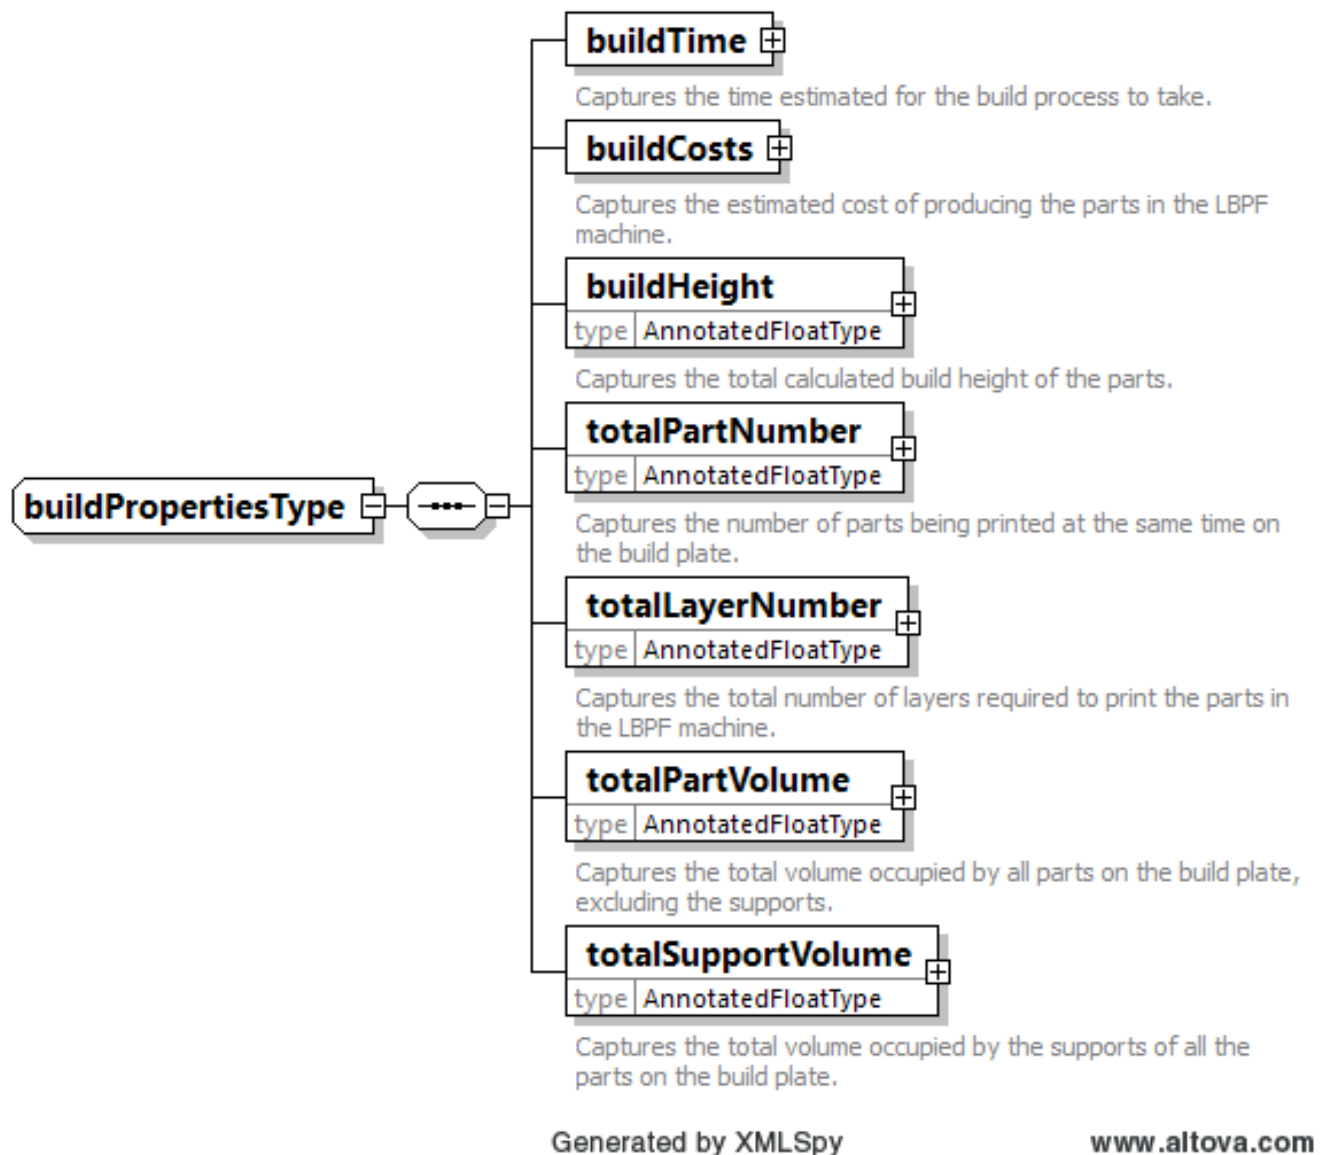 buildTime
Captures the time estimated for the build process to take.
buildCosts
Captures the estimated cost of producing the parts in the LBPF
machine.
buildHeight
type AnnotatedFloatType
Captures the total calculated build height of the parts.
totalPartNumber
type AnnotatedFloatType
buildPropertiesType
Captures the number of parts being printed at the same time on
the build plate.
totalLayerNumber
type AnnotatedFloatType
Captures the total number of layers required to print the parts in
the LBPF machine.
totalPartVolume
type AnnotatedFloatType
Captures the total volume occupied by all parts on the build plate,
excluding the supports.
totalSupportVolume
type AnnotatedFloatType
Captures the total volume occupied by the supports of all the
parts on the build plate.
Generated by XMLSpy www.altova.com